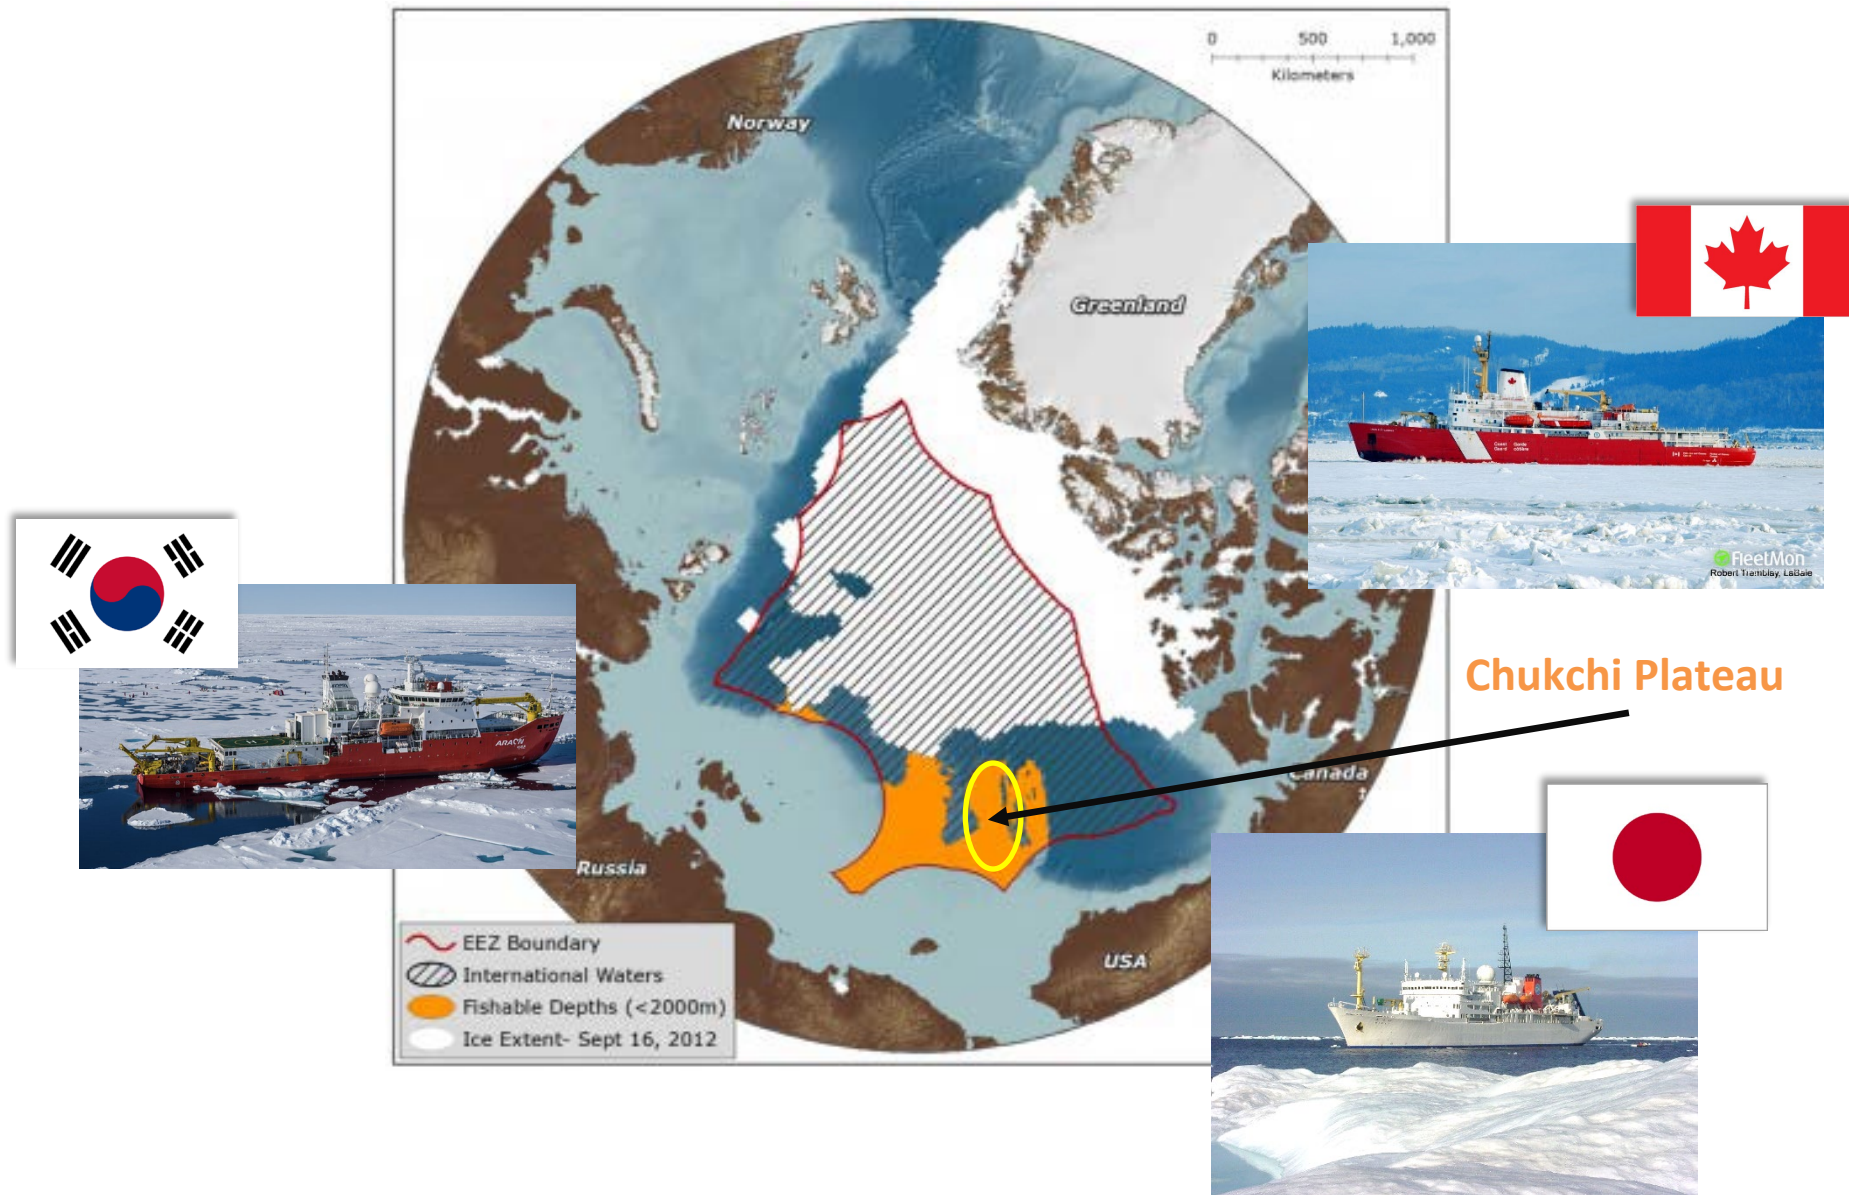 0 500 1,000
Kilometers
Norway
Greenland
FleetMon
Robert Tremblay, LaBaie
Chukchi Plateau
ARAON
Canada
Russia
USA
EEZ Boundary
International Waters
Fishable Depths (<2000m)
Ice Extent- Sept 16, 2012